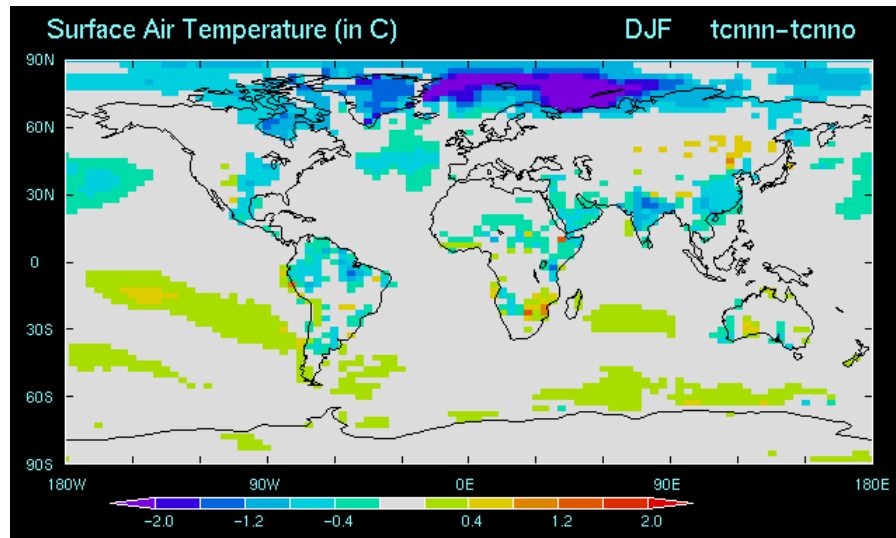 Surface Air Temperature (in C) DJF tcnnn-tcnno
90N
60N
30N
0
30S
60S
90S
180W 90W 0E 90E 180E
-2.0 -1.2 -0.4 0.4 1.2 2.0